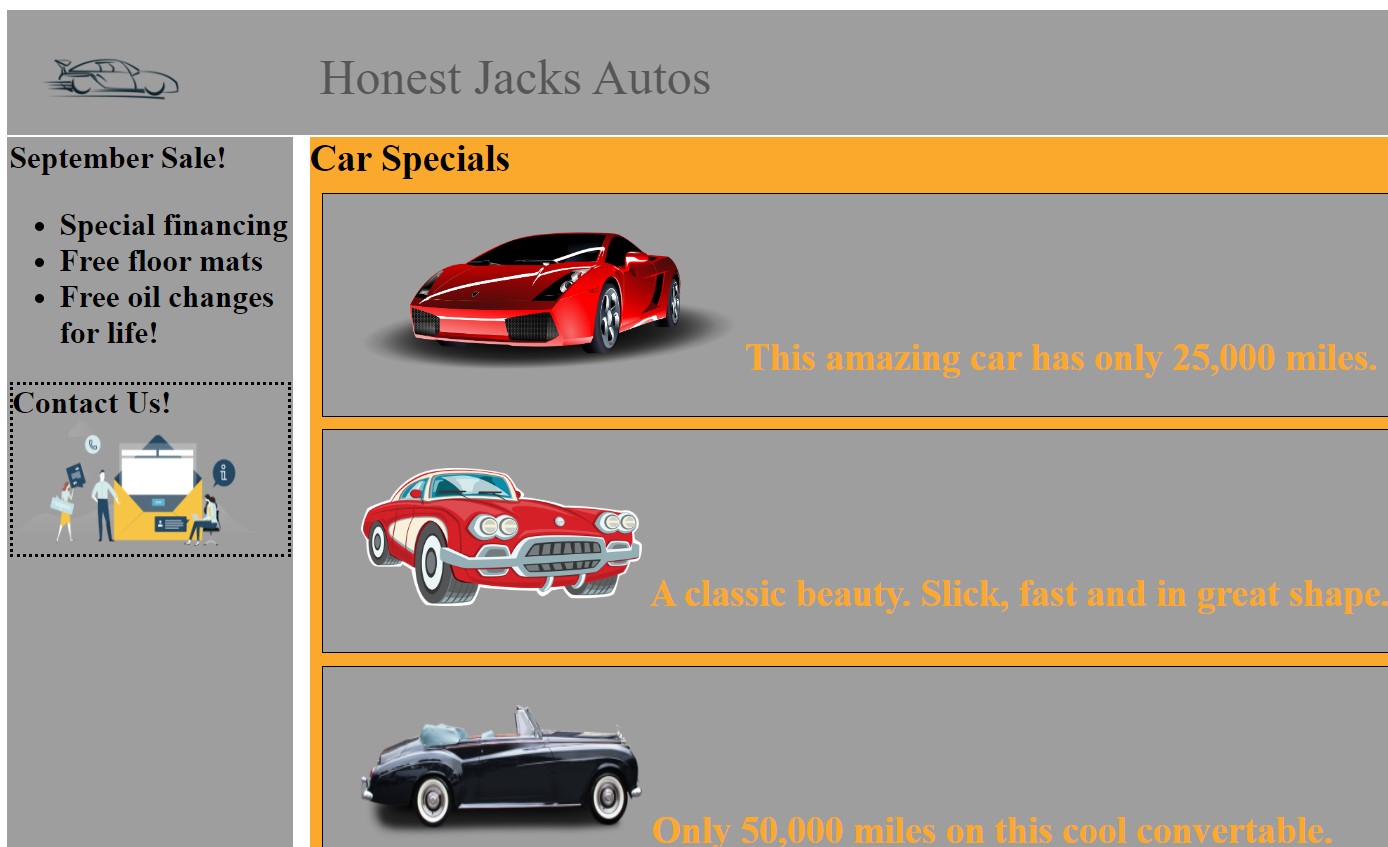 Honest Jacks Autos
September Sale!
Special financing
Free floor mats
Free oil changes
for life!
Contact Us!
Car Specials
This amazing car has only 25,000 miles.
A classic beauty. Slick, fast and in great shape.
Only 50,000 miles on this cool convertable.